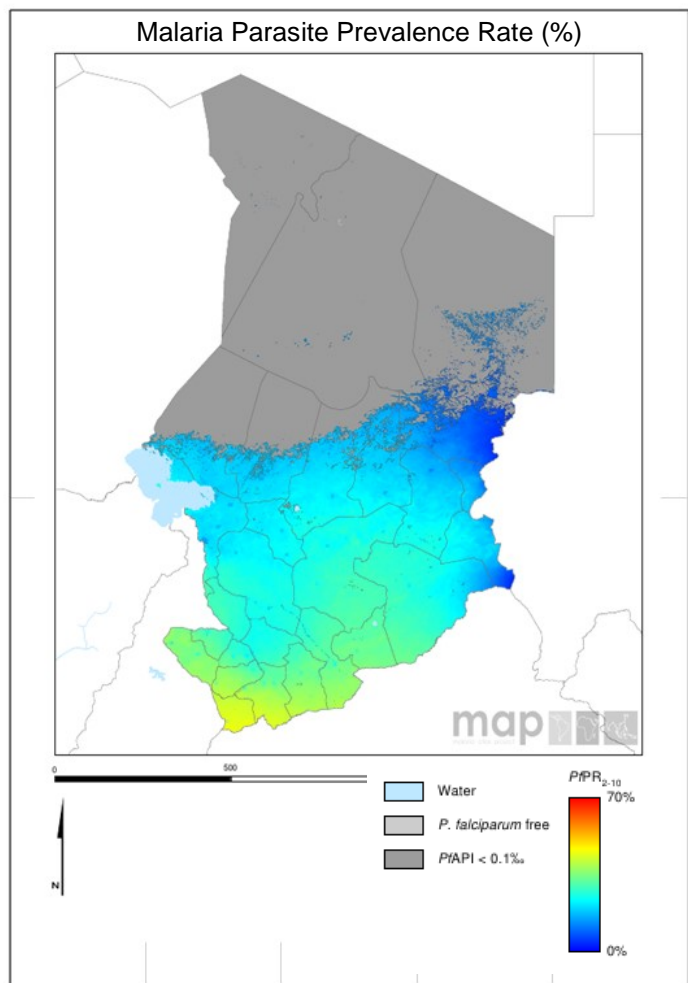 Malaria Parasite Prevalence Rate (%)
map
0 500
Water
P. falciparum free
PfAPI < 0.1‰
PfPR2-10
70%
0%
N